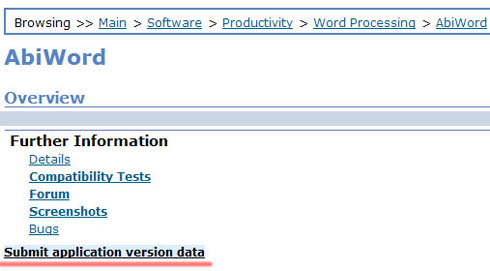 Browsing >> Main > Software > Productivity > Word Processing > AbiWord
AbiWord
Overview
Further Information
Details
Compatibility Tests
Forum
Screenshots
Bugs
Submit application version data